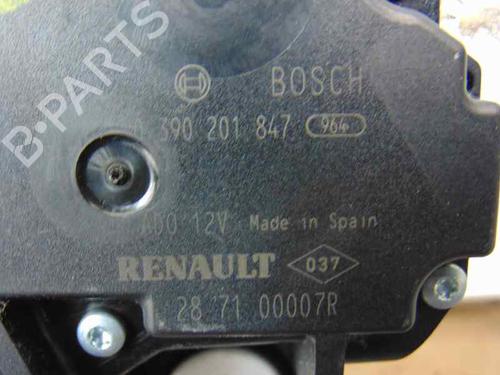 B-PARTS
BOSCH
390 201 847 964
12V Made in Spain
RENAULT 037
28 71 00007R